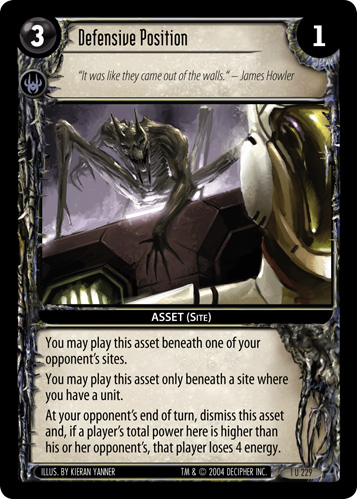 3 Defensive Position 1
"It was like they came out of the walls." – James Howler
ASSET (SITE)
You may play this asset beneath one of your
opponent's sites.
You may play this asset only beneath a site where
you have a unit.
At your opponent's end of turn, dismiss this asset
and, if a player's total power here is higher than
his or her opponent's, that player loses 4 energy.
ILLUS. BY KIERAN YANNER TM & © 2004 DECIPHER INC. 1 U 229